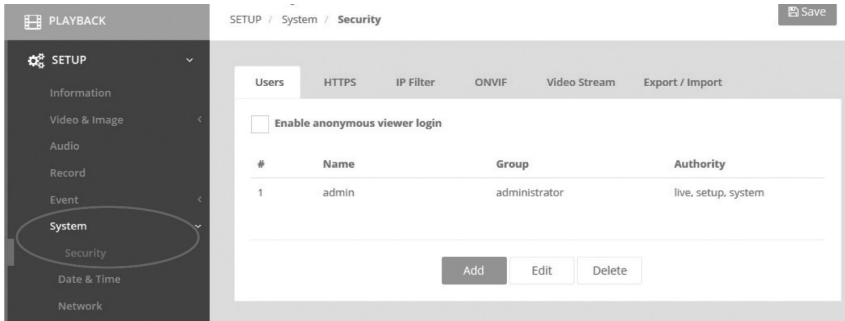 PLAYBACK
SETUP / System / Security
Save
SETUP
Information
Video & Image
Audio
Record
Event
System
Security
Date & Time
Network
Users HTTPS IP Filter ONVIF Video Stream Export / Import
Enable anonymous viewer login
# Name Group Authority
1 admin administrator live, setup, system
Add Edit Delete